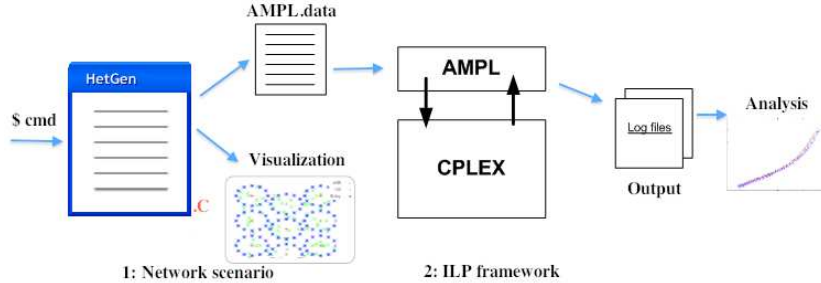 AMPL.data
HetGen
$ cmd
.C
Visualization
AMPL
CPLEX
Log files
Output
Analysis
1: Network scenario
2: ILP framework